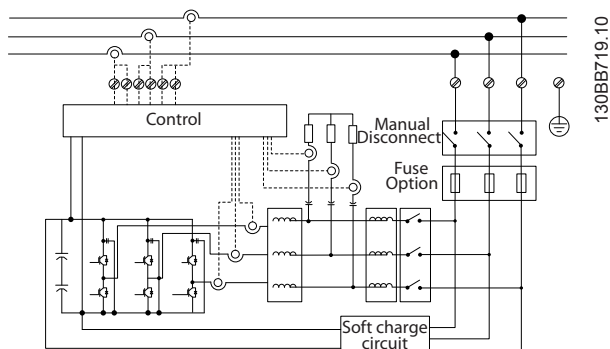 130BB719.10
Control
Manual
Disconnect
Fuse
Option
Soft charge
circuit